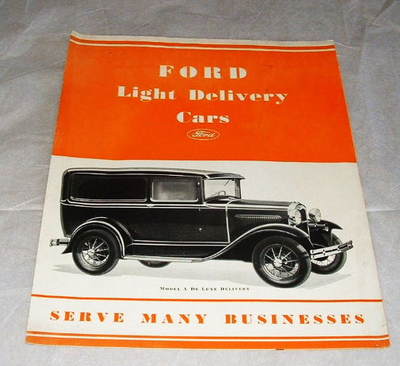 FORD
Light Delivery
Cars
Ford
MODEL A DE LUXE DELIVERY
SERVE MANY BUSINESSES